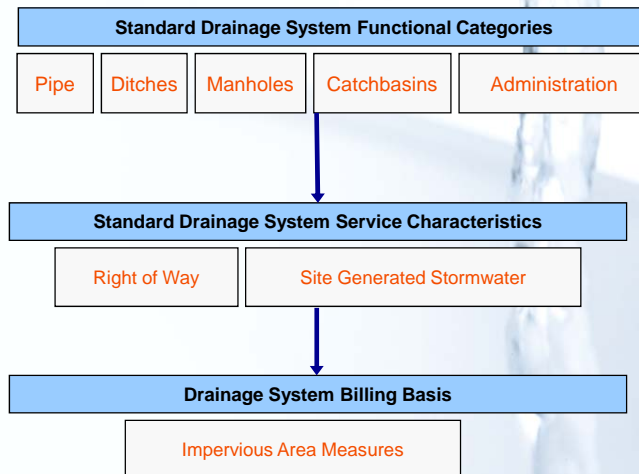 Standard Drainage System Functional Categories
Pipe Ditches Manholes Catchbasins Administration
Standard Drainage System Service Characteristics
Right of Way Site Generated Stormwater
Drainage System Billing Basis
Impervious Area Measures